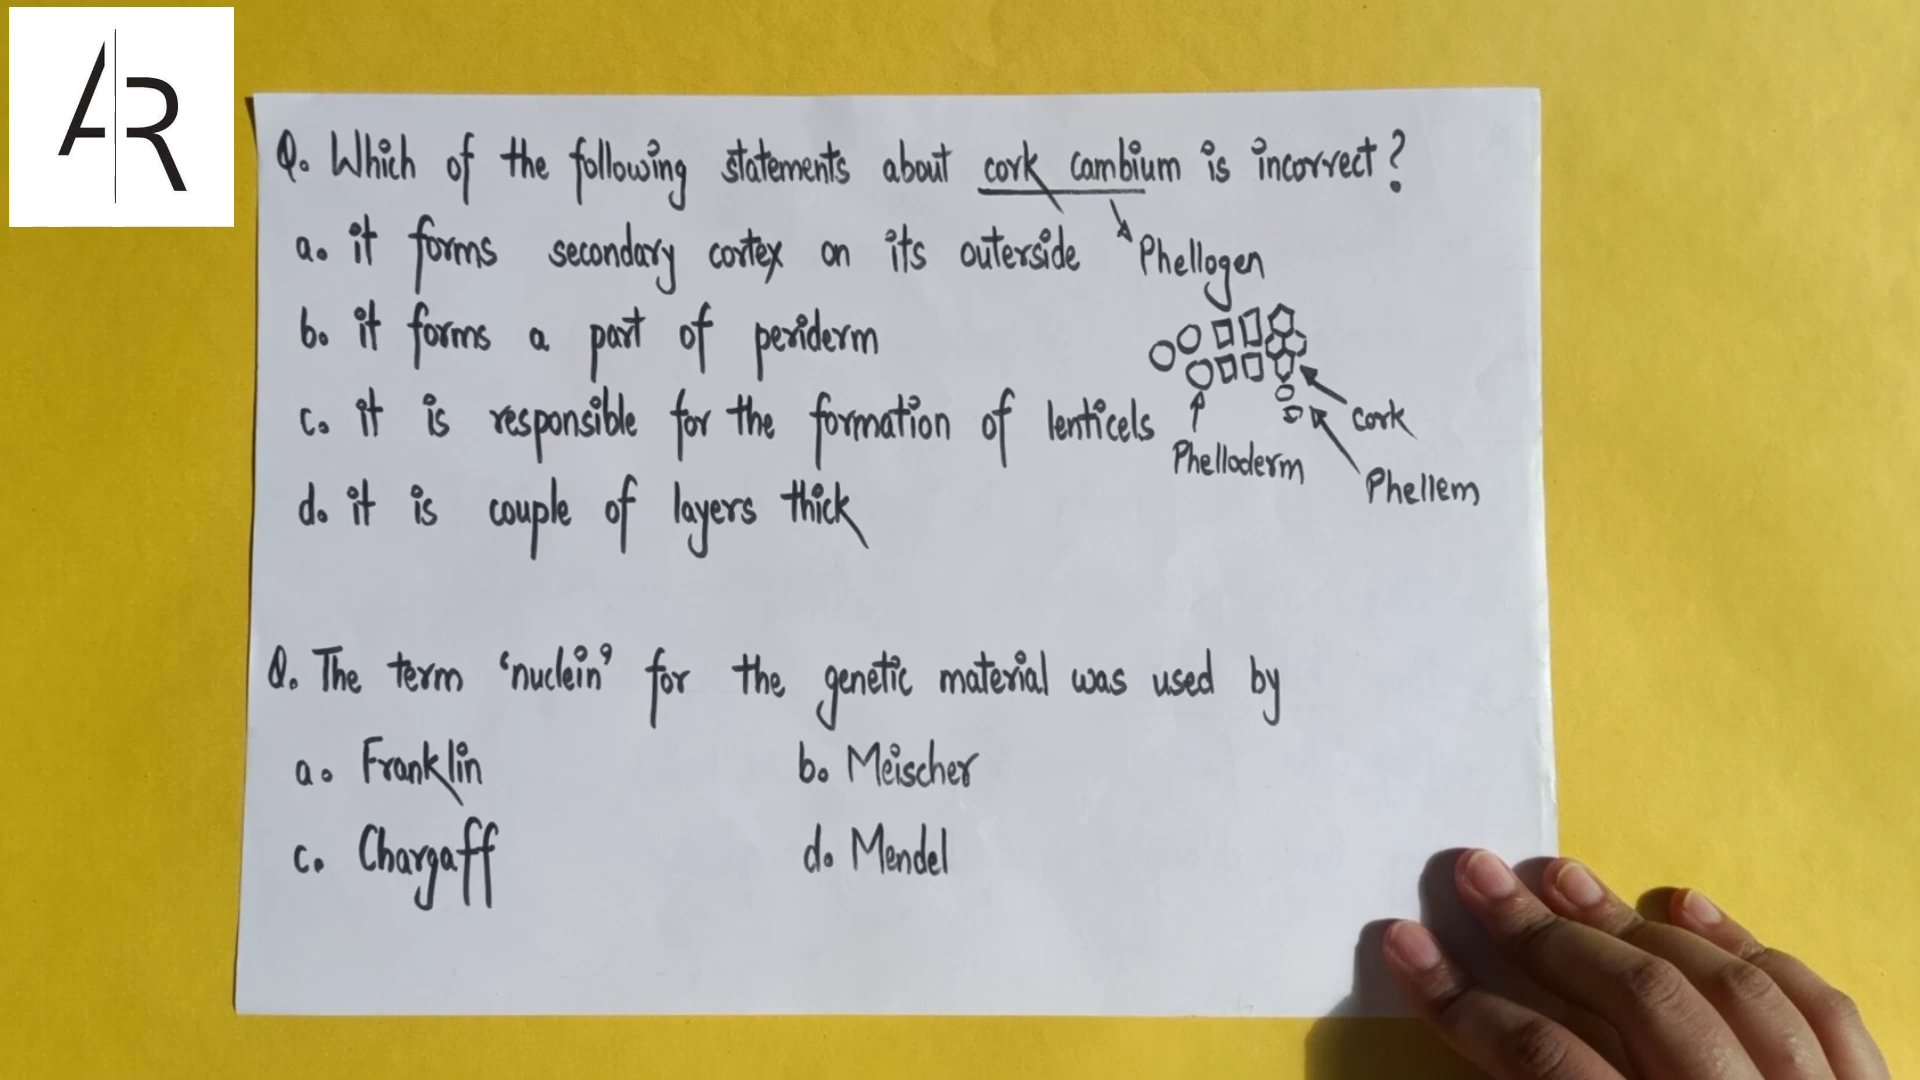 AR
Q. Which of the following statements about cork cambium is incorrect?
a. it forms secondary cortex on its outerside
Phellogen
b. it forms a part of periderm
c. it is responsible for the formation of lenticels
cork
Phelloderm
Phellem
d. it is couple of layers thick
Q. The term 'nuclein' for the genetic material was used by
a. Franklin b. Meischer
c. Chargaff d. Mendel